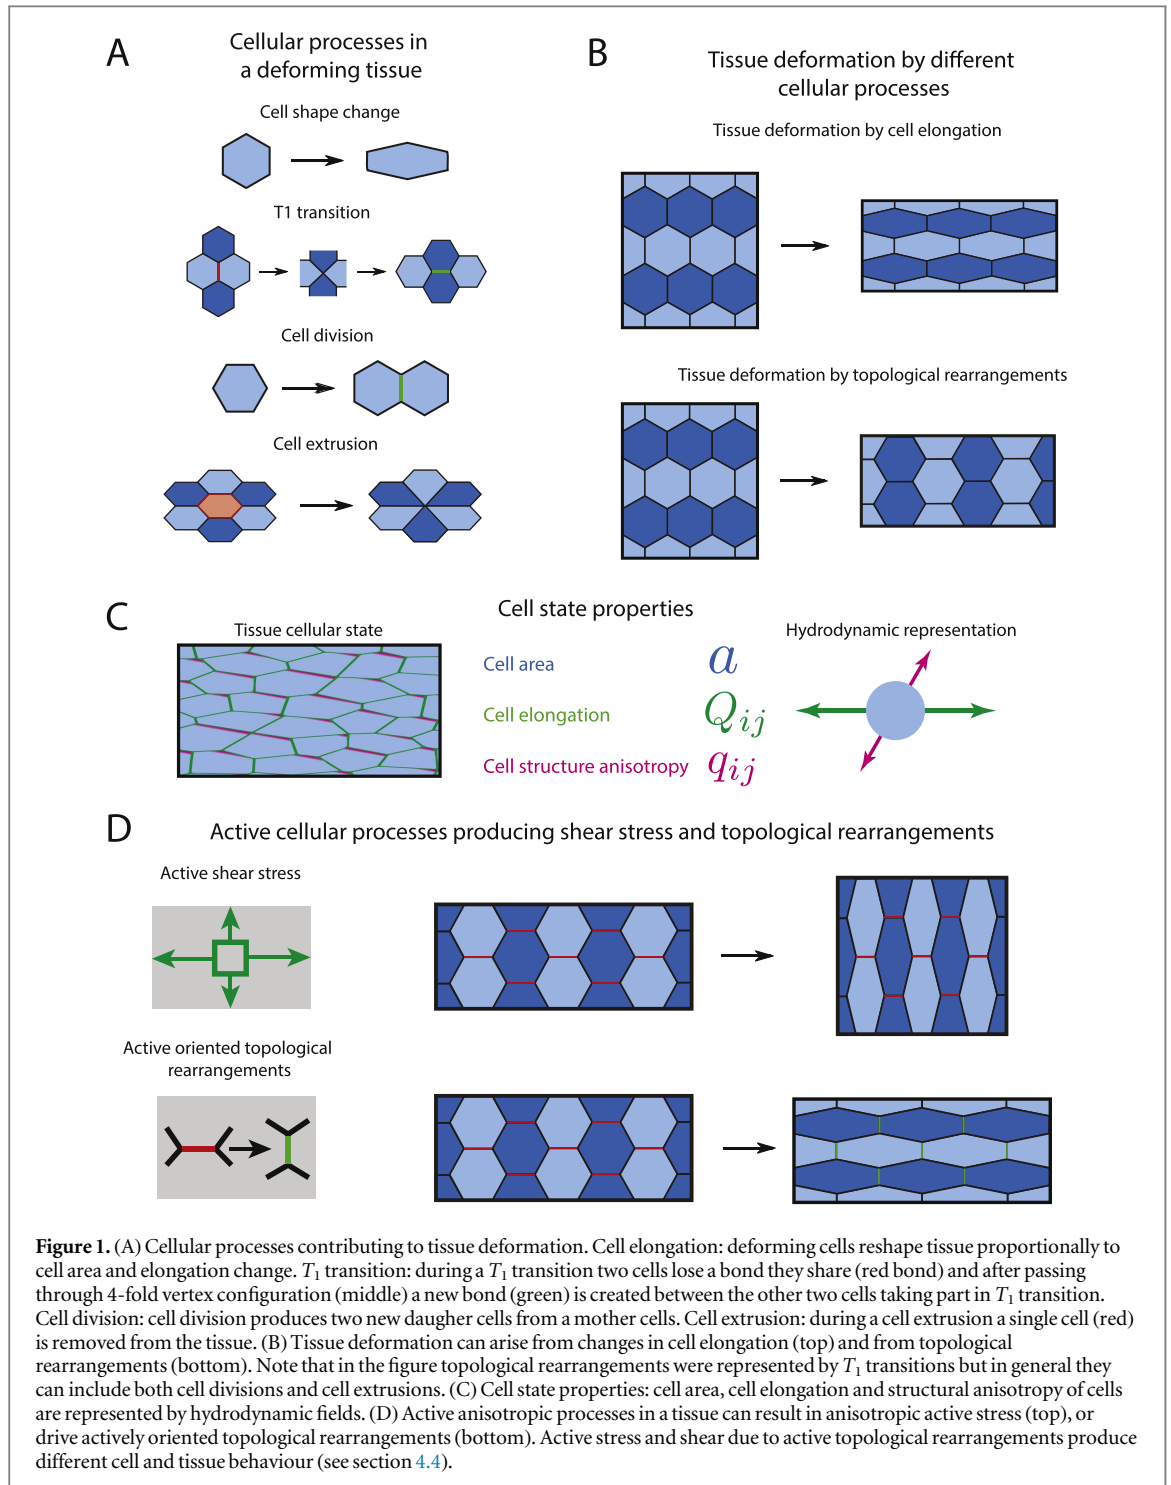 A
Cellular processes in
a deforming tissue
Cell shape change
T1 transition
Cell division
Cell extrusion
B
Tissue deformation by different
cellular processes
Tissue deformation by cell elongation
Tissue deformation by topological rearrangements
C
Cell state properties
Tissue cellular state
Cell area a
Cell elongation Q_{ij}
Cell structure anisotropy q_{ij}
Hydrodynamic representation
D
Active cellular processes producing shear stress and topological rearrangements
Active shear stress
Active oriented topological
rearrangements
Figure 1. (A) Cellular processes contributing to tissue deformation. Cell elongation: deforming cells reshape tissue proportionally to
cell area and elongation change. T₁ transition: during a T₁ transition two cells lose a bond they share (red bond) and after passing
through 4-fold vertex configuration (middle) a new bond (green) is created between the other two cells taking part in T₁ transition.
Cell division: cell division produces two new daugher cells from a mother cells. Cell extrusion: during a cell extrusion a single cell (red)
is removed from the tissue. (B) Tissue deformation can arise from changes in cell elongation (top) and from topological
rearrangements (bottom). Note that in the figure topological rearrangements were represented by T₁ transitions but in general they
can include both cell divisions and cell extrusions. (C) Cell state properties: cell area, cell elongation and structural anisotropy of cells
are represented by hydrodynamic fields. (D) Active anisotropic processes in a tissue can result in anisotropic active stress (top), or
drive actively oriented topological rearrangements (bottom). Active stress and shear due to active topological rearrangements produce
different cell and tissue behaviour (see section 4.4).